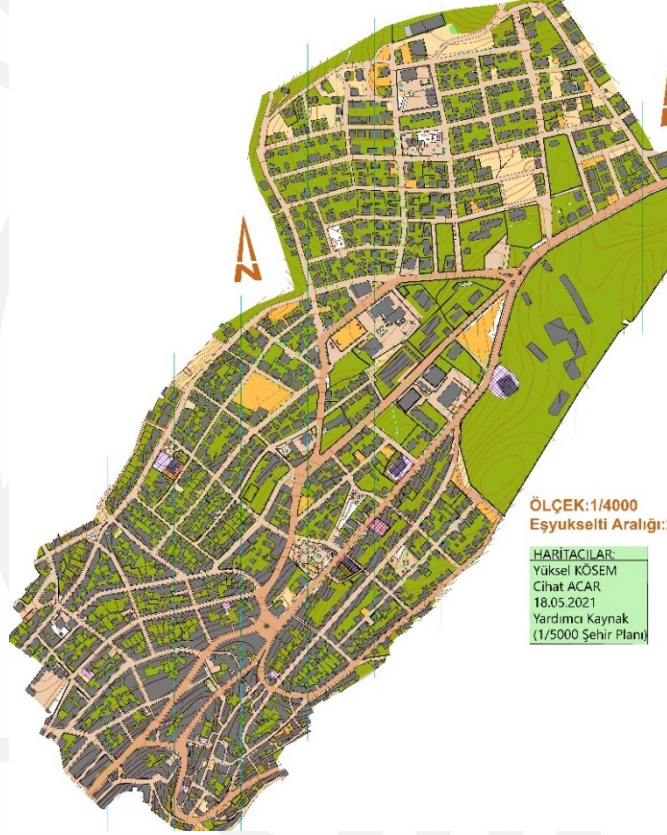 N
ÖLÇEK:1/4000
Eşyukselti Aralığı:
HARİTACILAR:
Yüksel KÖSEM
Cihat ACAR
18.05.2021
Yardımcı Kaynak
(1/5000 Şehir Planı)